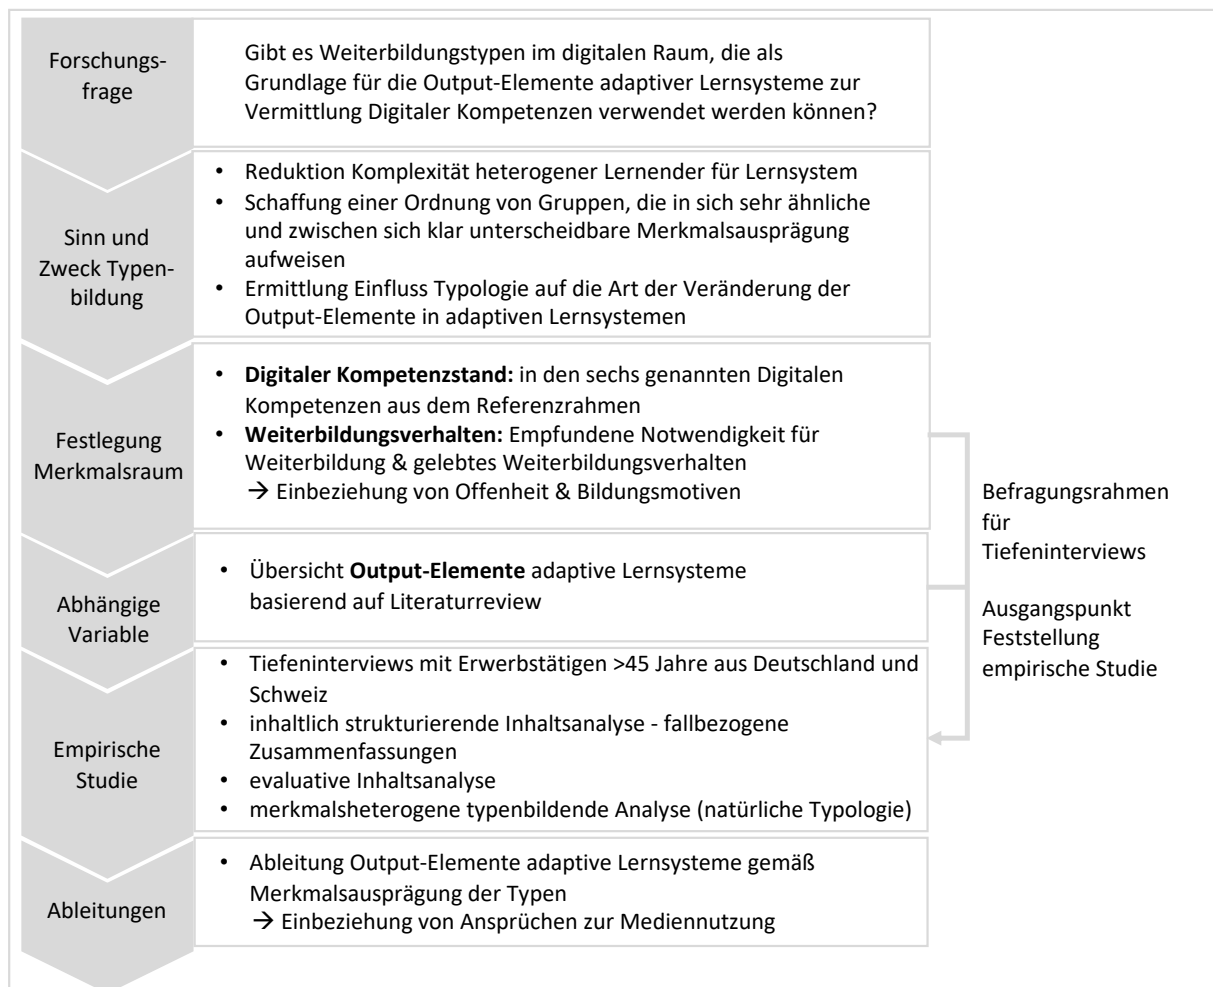 Forschungs-
frage
Gibt es Weiterbildungstypen im digitalen Raum, die als
Grundlage für die Output-Elemente adaptiver Lernsysteme zur
Vermittlung Digitaler Kompetenzen verwendet werden können?
Sinn und
Zweck Typen-
bildung
• Reduktion Komplexität heterogener Lernender für Lernsystem
• Schaffung einer Ordnung von Gruppen, die in sich sehr ähnliche
und zwischen sich klar unterscheidbare Merkmalsausprägung
aufweisen
• Ermittlung Einfluss Typologie auf die Art der Veränderung der
Output-Elemente in adaptiven Lernsystemen
Festlegung
Merkmalsraum
• Digitaler Kompetenzstand: in den sechs genannten Digitalen
Kompetenzen aus dem Referenzrahmen
• Weiterbildungsverhalten: Empfundene Notwendigkeit für
Weiterbildung & gelebtes Weiterbildungsverhalten
→ Einbeziehung von Offenheit & Bildungsmotiven
Abhängige
Variable
• Übersicht Output-Elemente adaptive Lernsysteme
basierend auf Literaturreview
Befragungsrahmen
für
Tiefeninterviews
Ausgangspunkt
Feststellung
empirische Studie
Empirische
Studie
• Tiefeninterviews mit Erwerbstätigen >45 Jahre aus Deutschland und
Schweiz
• inhaltlich strukturierende Inhaltsanalyse - fallbezogene
Zusammenfassungen
• evaluative Inhaltsanalyse
• merkmalsheterogene typenbildende Analyse (natürliche Typologie)
Ableitungen
• Ableitung Output-Elemente adaptive Lernsysteme gemäß
Merkmalsausprägung der Typen
→ Einbeziehung von Ansprüchen zur Mediennutzung